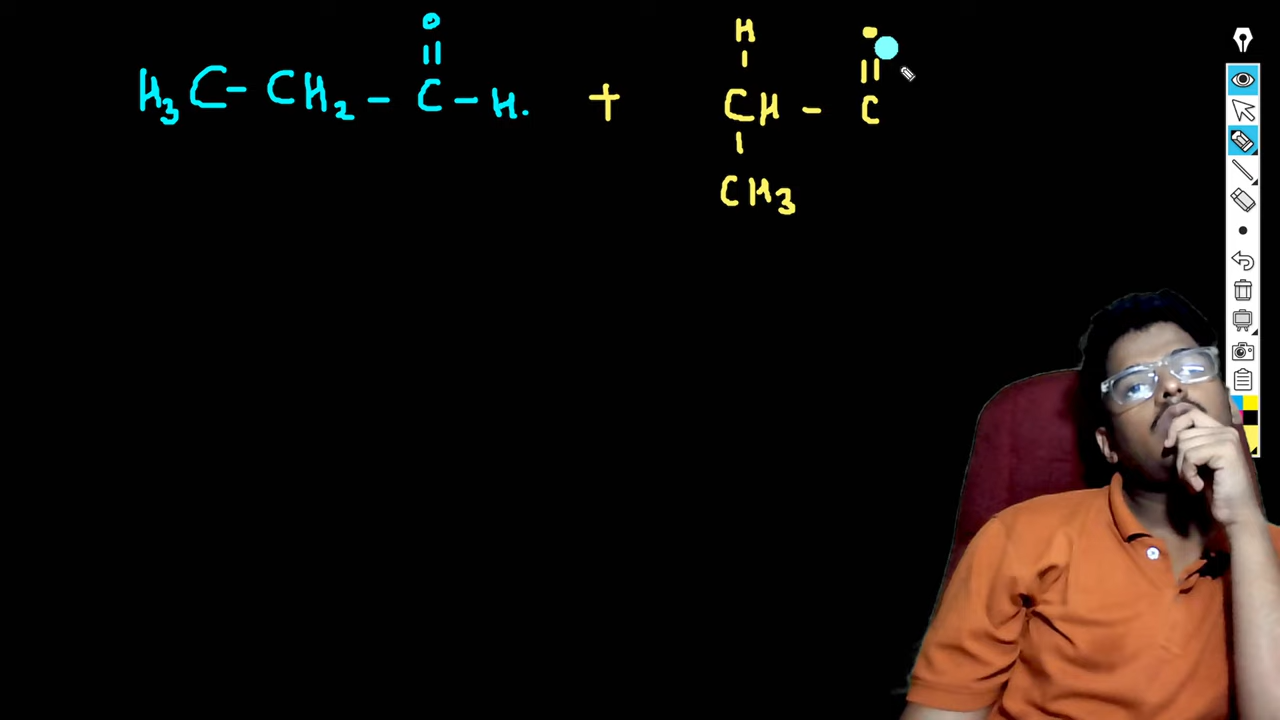 O H O
|| | ||
H₃C - CH₂ - C - H. + CH - C
|
CH₃